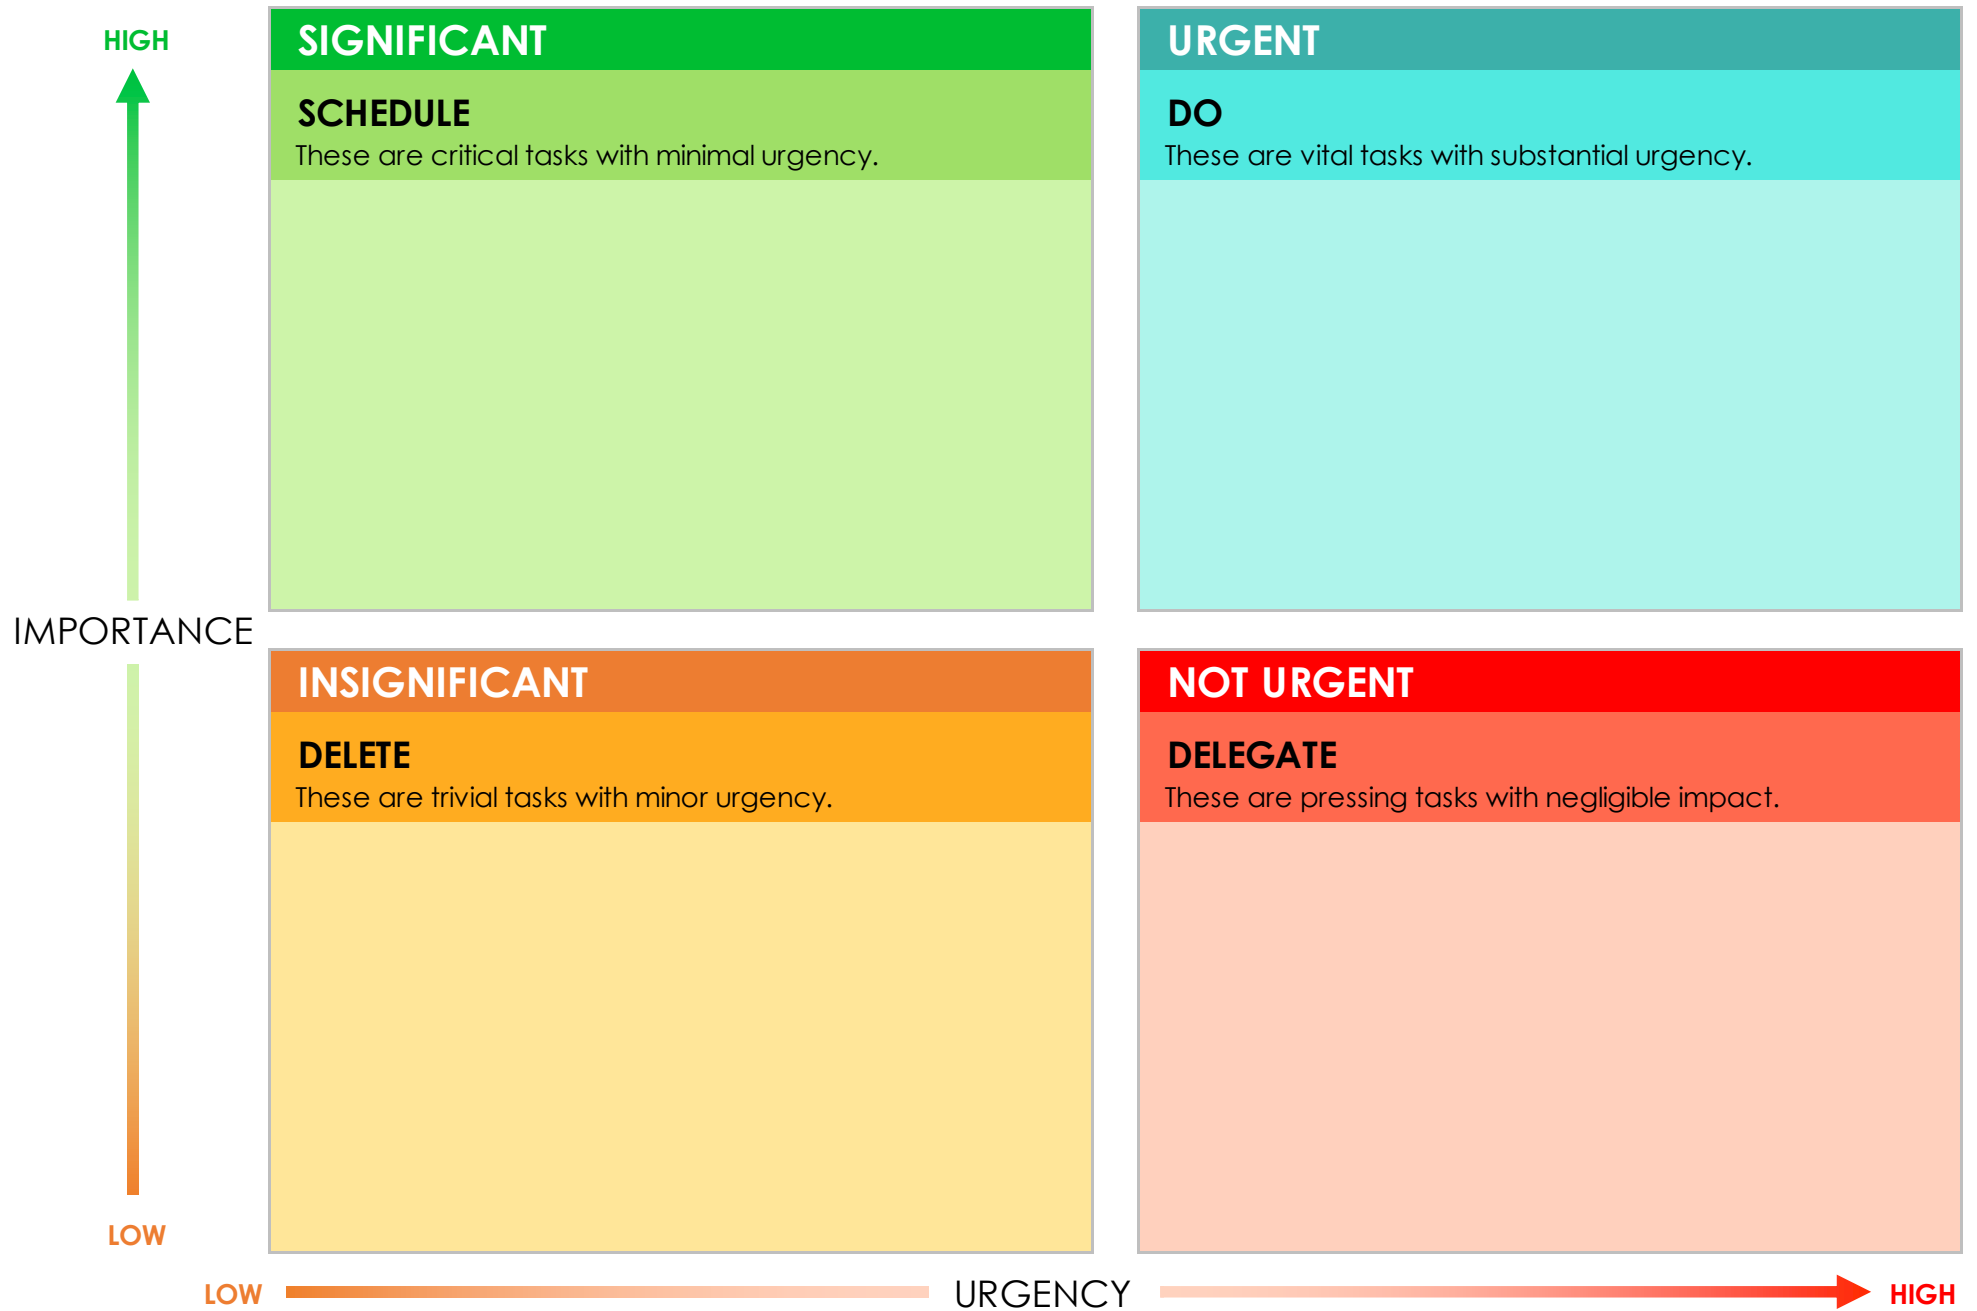 HIGH
SIGNIFICANT
SCHEDULE
These are critical tasks with minimal urgency.
URGENT
DO
These are vital tasks with substantial urgency.
IMPORTANCE
INSIGNIFICANT
DELETE
These are trivial tasks with minor urgency.
NOT URGENT
DELEGATE
These are pressing tasks with negligible impact.
LOW
LOW
URGENCY
HIGH